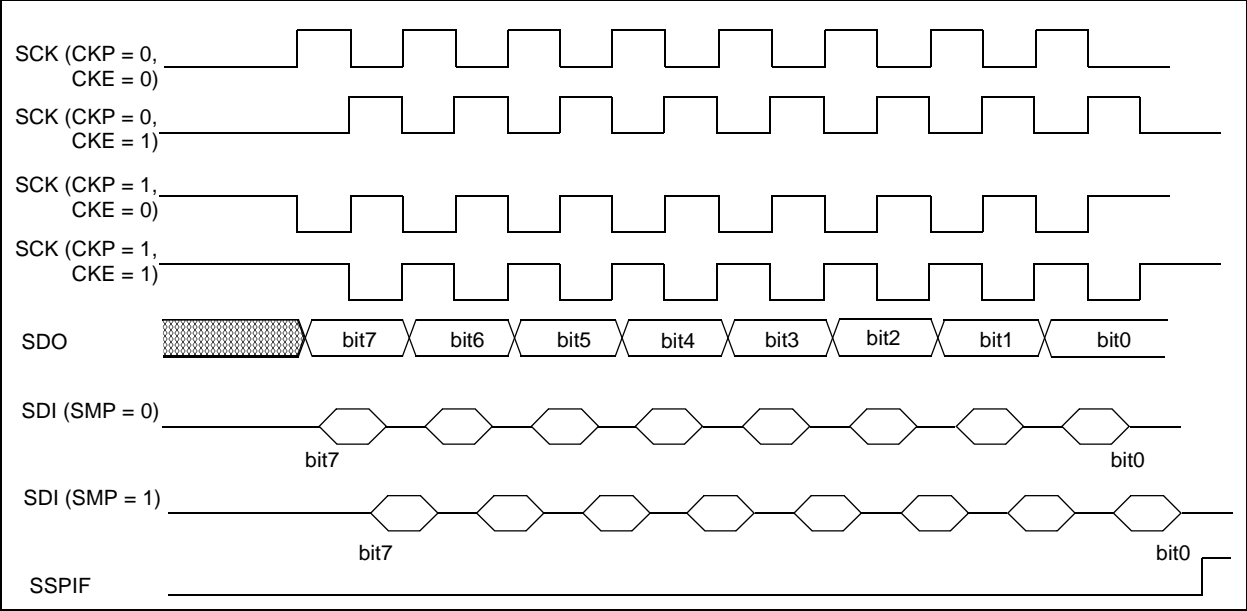 SCK (CKP = 0,
CKE = 0)
SCK (CKP = 0,
CKE = 1)
SCK (CKP = 1,
CKE = 0)
SCK (CKP = 1,
CKE = 1)
SDO bit7 bit6 bit5 bit4 bit3 bit2 bit1 bit0
SDI (SMP = 0)
bit7 bit0
SDI (SMP = 1)
bit7 bit0
SSPIF